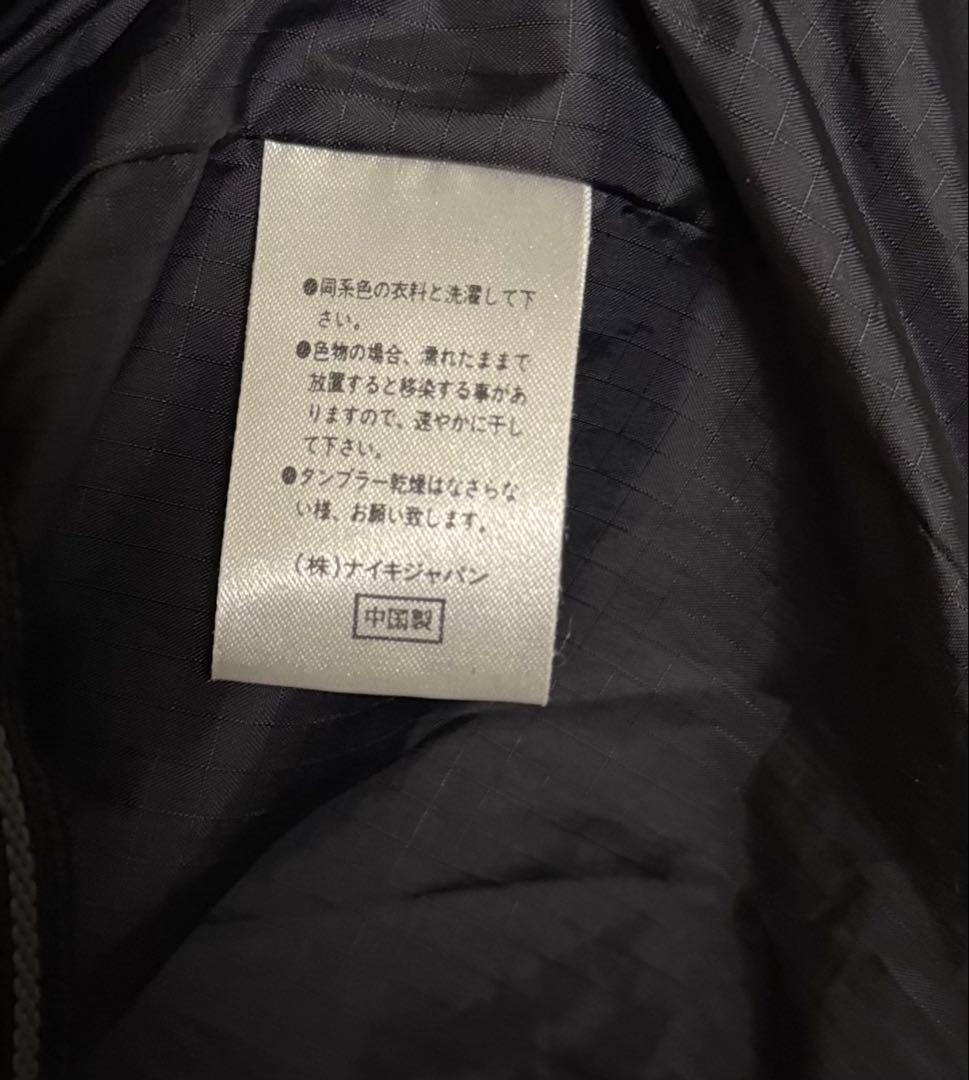 ●同系色の衣料と洗濯して下
さい。
●色物の場合、濡れたままで
放置すると移染する事があ
りますので、速やかに干し
て下さい。
●タンブラー乾燥はなさらな
い様、お願い致します。
(株)ナイキジャパン
中国製